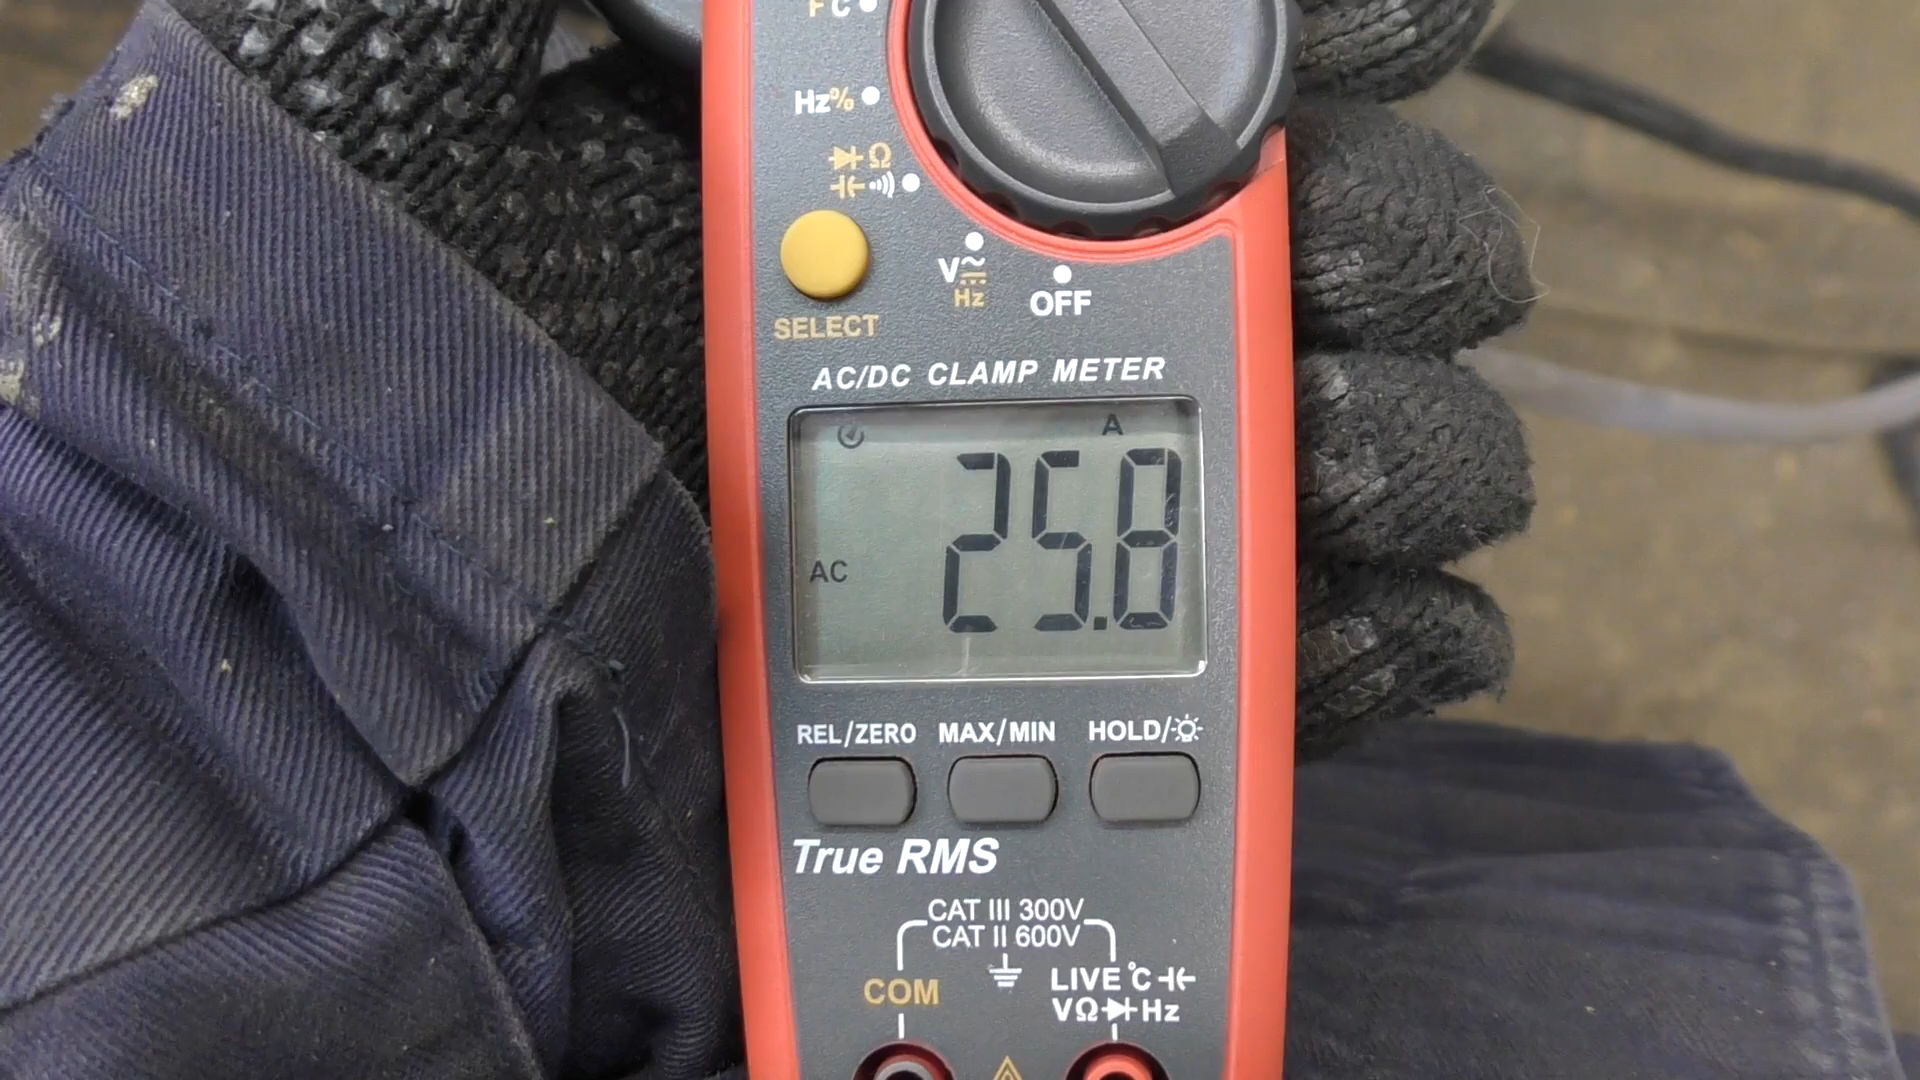 F C
Hz%
Ω
SELECT
V~
Hz
OFF
AC/DC CLAMP METER
A
25.8
AC
REL/ZERO MAX/MIN HOLD/
True RMS
CAT III 300V
CAT II 600V
COM
LIVE °C
VΩ Hz